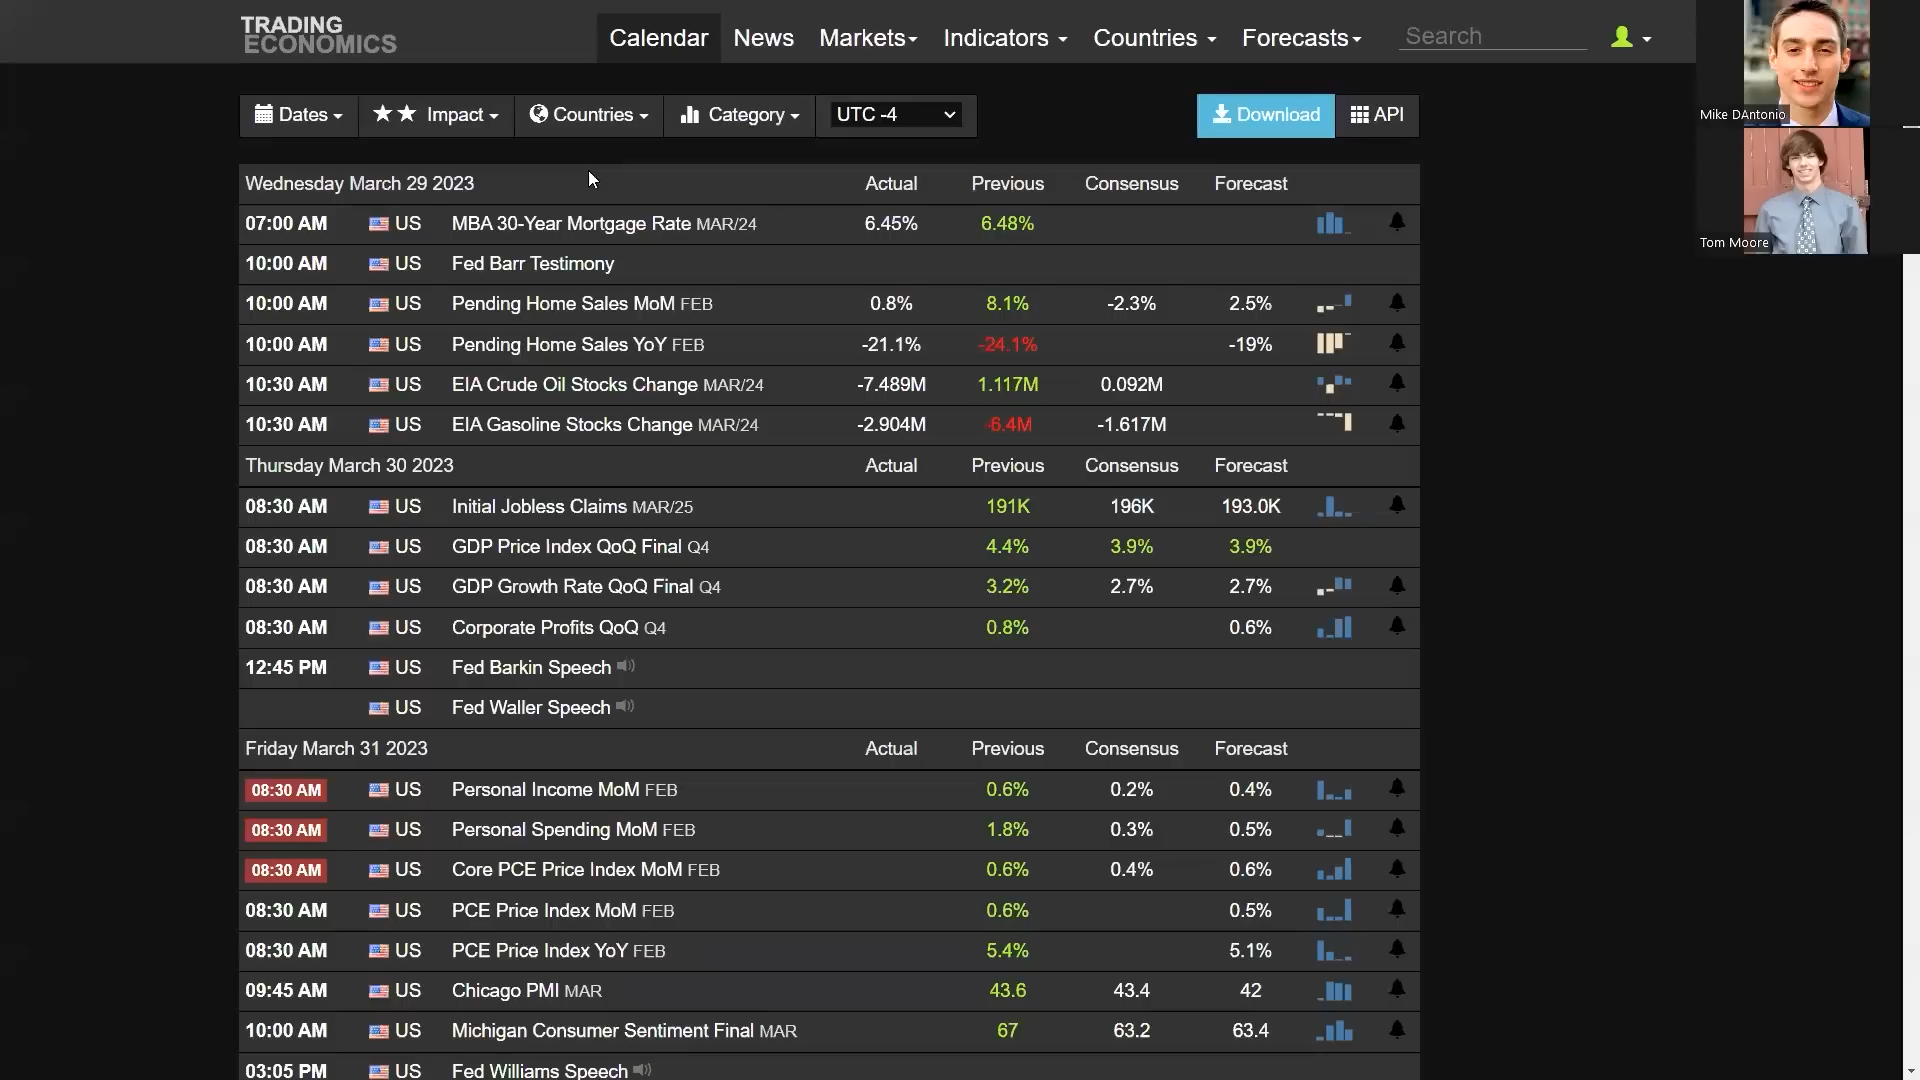 TRADING
ECONOMICS
Calendar News Markets Indicators Countries Forecasts Search
Mike DAntonio
Dates Impact Countries Category UTC -4 Download API
Wednesday March 29 2023 Actual Previous Consensus Forecast
07:00 AM US MBA 30-Year Mortgage Rate MAR/24 6.45% 6.48%
Tom Moore
10:00 AM US Fed Barr Testimony
10:00 AM US Pending Home Sales MoM FEB 0.8% 8.1% -2.3% 2.5%
10:00 AM US Pending Home Sales YoY FEB -21.1% -24.1% -19%
10:30 AM US EIA Crude Oil Stocks Change MAR/24 -7.489M 1.117M 0.092M
10:30 AM US EIA Gasoline Stocks Change MAR/24 -2.904M -6.4M -1.617M
Thursday March 30 2023 Actual Previous Consensus Forecast
08:30 AM US Initial Jobless Claims MAR/25 191K 196K 193.0K
08:30 AM US GDP Price Index QoQ Final Q4 4.4% 3.9% 3.9%
08:30 AM US GDP Growth Rate QoQ Final Q4 3.2% 2.7% 2.7%
08:30 AM US Corporate Profits QoQ Q4 0.8% 0.6%
12:45 PM US Fed Barkin Speech
US Fed Waller Speech
Friday March 31 2023 Actual Previous Consensus Forecast
08:30 AM US Personal Income MoM FEB 0.6% 0.2% 0.4%
08:30 AM US Personal Spending MoM FEB 1.8% 0.3% 0.5%
08:30 AM US Core PCE Price Index MoM FEB 0.6% 0.4% 0.6%
08:30 AM US PCE Price Index MoM FEB 0.6% 0.5%
08:30 AM US PCE Price Index YoY FEB 5.4% 5.1%
09:45 AM US Chicago PMI MAR 43.6 43.4 42
10:00 AM US Michigan Consumer Sentiment Final MAR 67 63.2 63.4
03:05 PM US Fed Williams Speech